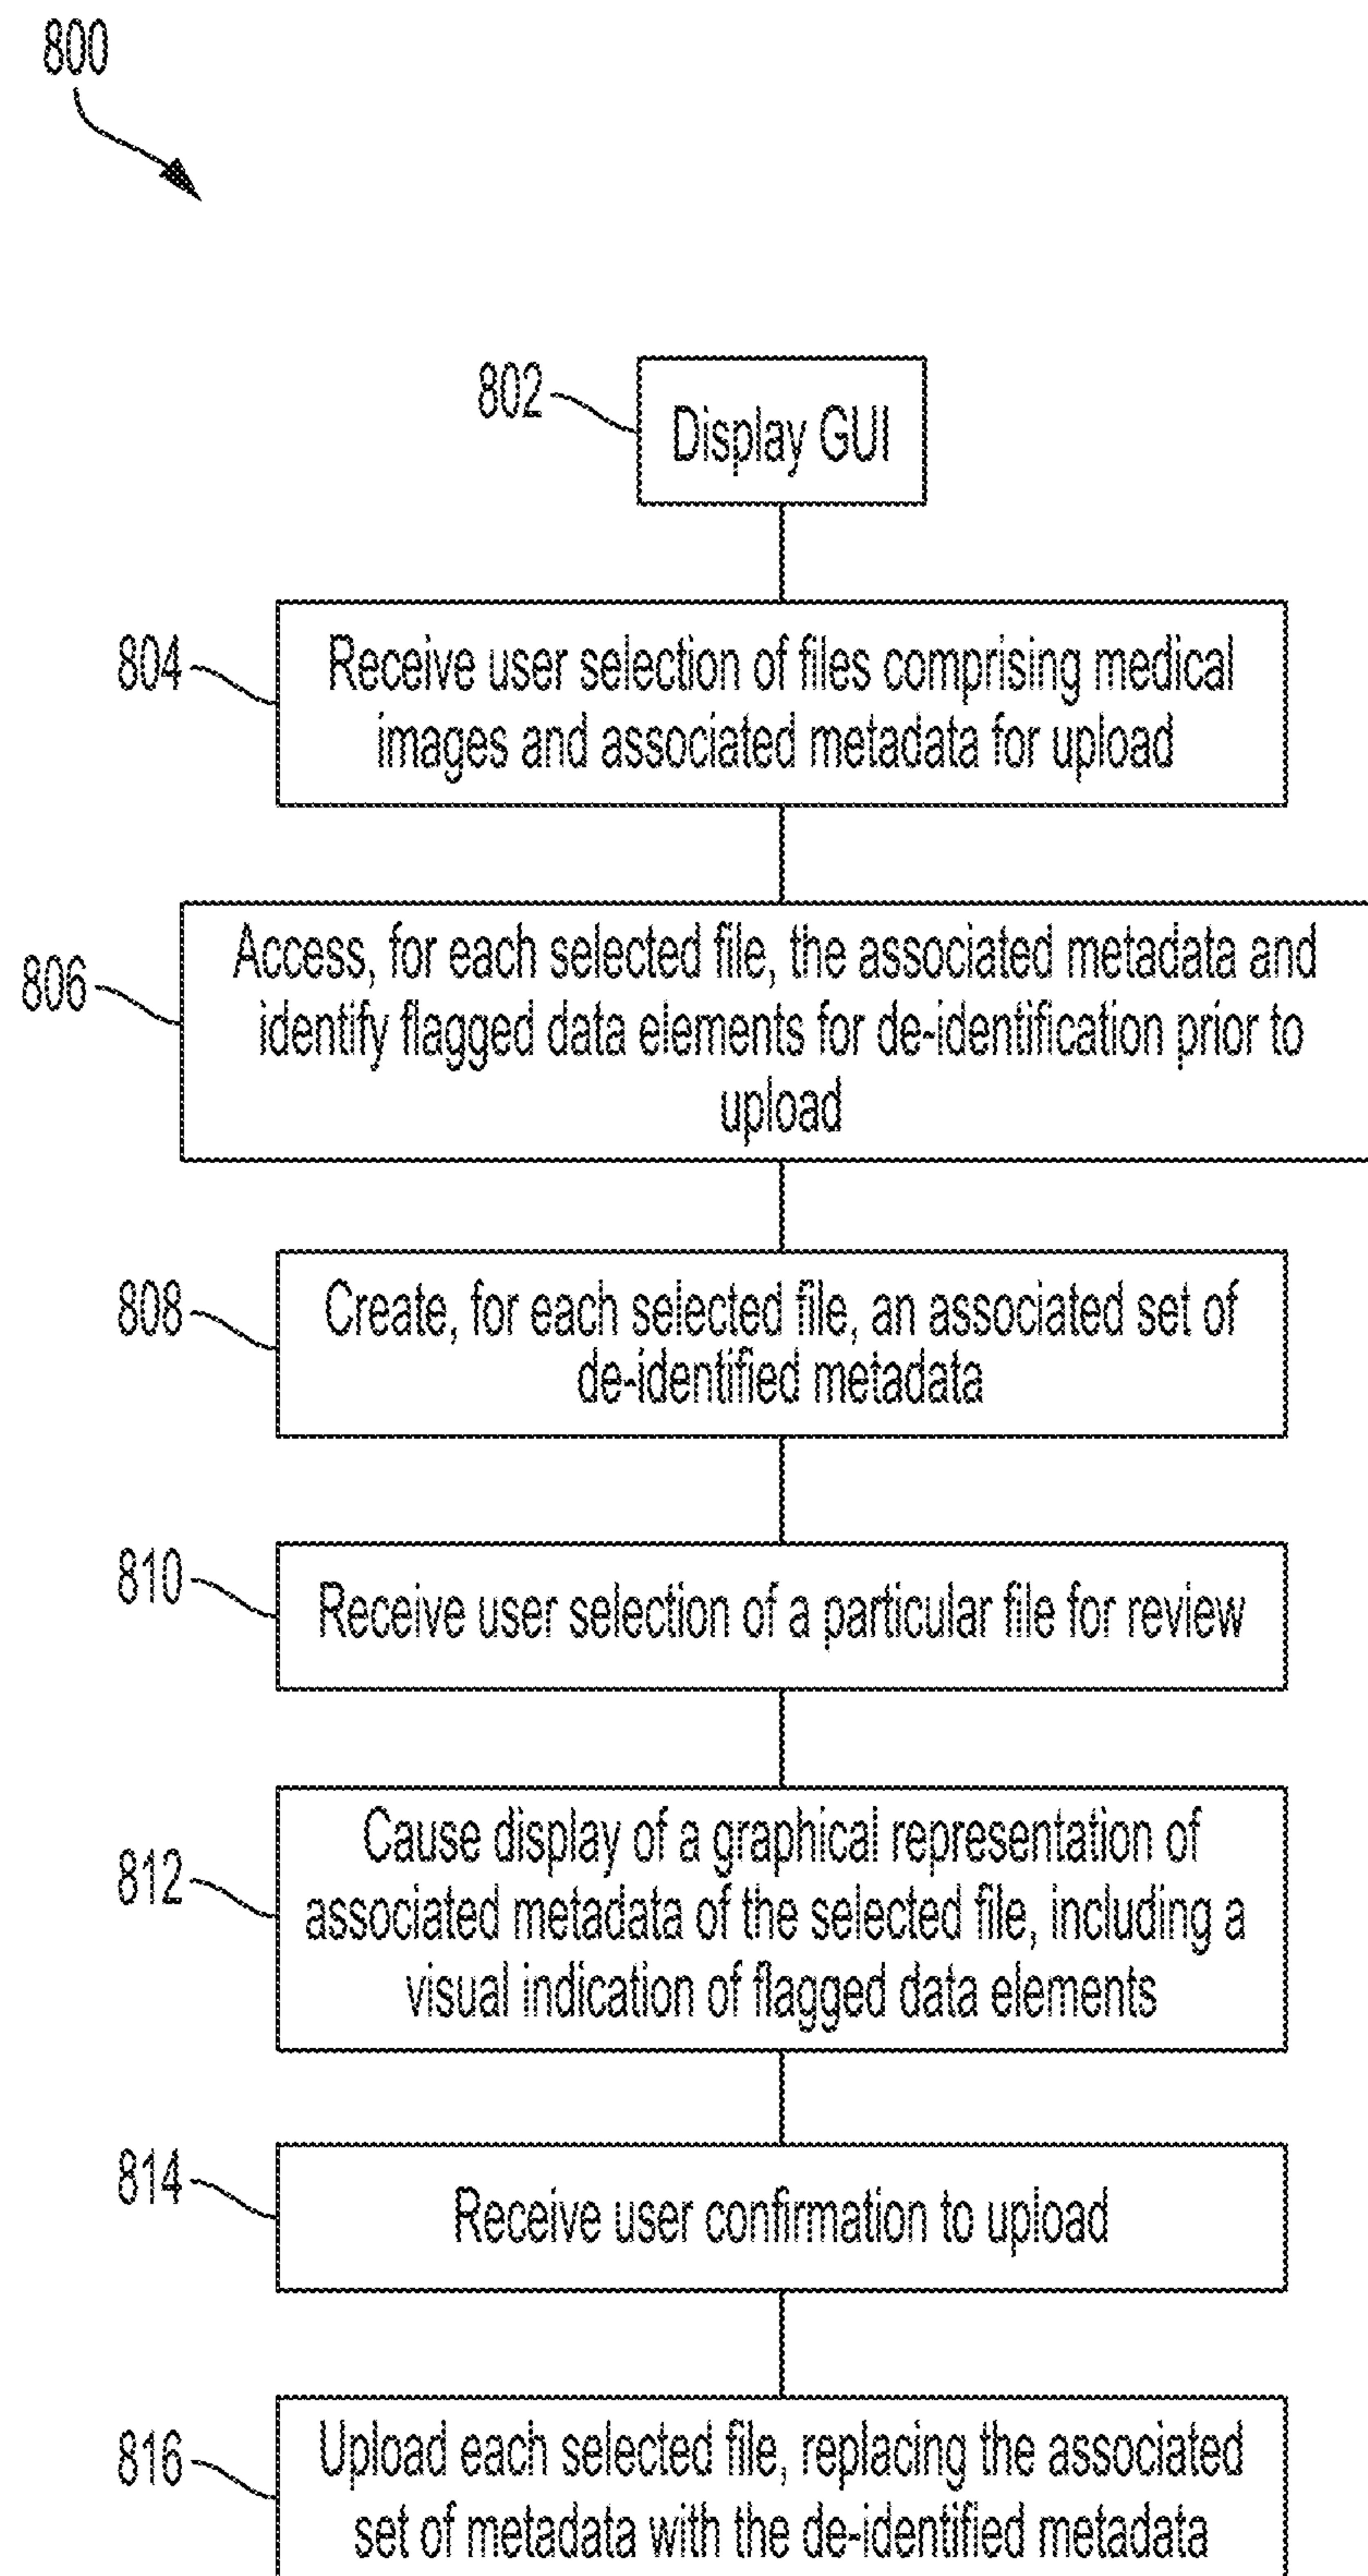 800
802
Display GUI
804
Receive user selection of files comprising medical
images and associated metadata for upload
806
Access, for each selected file, the associated metadata and
identify flagged data elements for de-identification prior to
upload
808
Create, for each selected file, an associated set of
de-identified metadata
810
Receive user selection of a particular file for review
812
Cause display of a graphical representation of
associated metadata of the selected file, including a
visual indication of flagged data elements
814
Receive user confirmation to upload
816
Upload each selected file, replacing the associated
set of metadata with the de-identified metadata